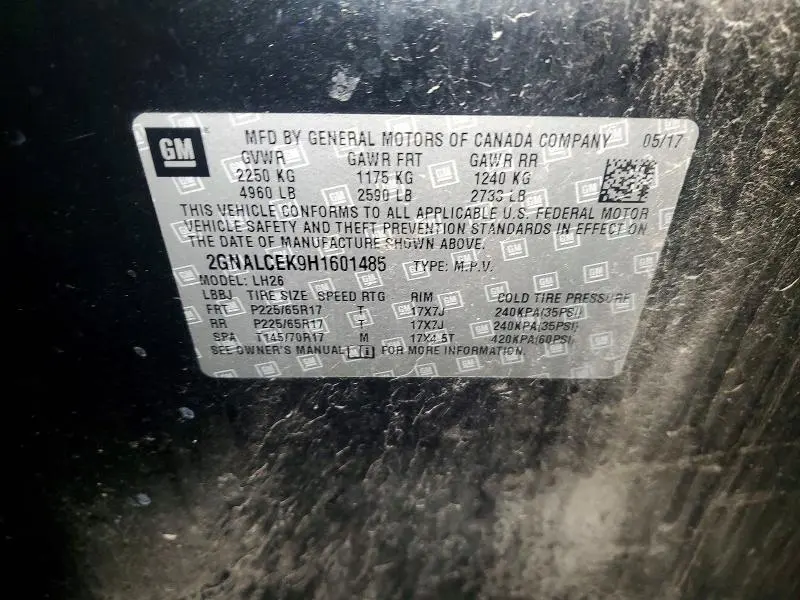 GM MFD BY GENERAL MOTORS OF CANADA COMPANY 05/17
GVWR GAWR FRT GAWR RR
2250 KG 1175 KG 1240 KG
4960 LB 2590 LB 2733 LB
THIS VEHICLE CONFORMS TO ALL APPLICABLE U.S. FEDERAL MOTOR
VEHICLE SAFETY AND THEFT PREVENTION STANDARDS IN EFFECT ON
THE DATE OF MANUFACTURE SHOWN ABOVE.
2GNALCEK9H1601485 TYPE: M.P.V.
MODEL: LH26
LBBJ TIRE SIZE SPEED RTG RIM COLD TIRE PRESSURE
FRT P225/65R17 T 17X7J 240KPA(35PSI)
RR P225/65R17 T 17X7J 240KPA(35PSI)
SPA T145/70R17 M 17X4.5T 420KPA(60PSI)
SEE OWNER'S MANUAL FOR MORE INFORMATION.